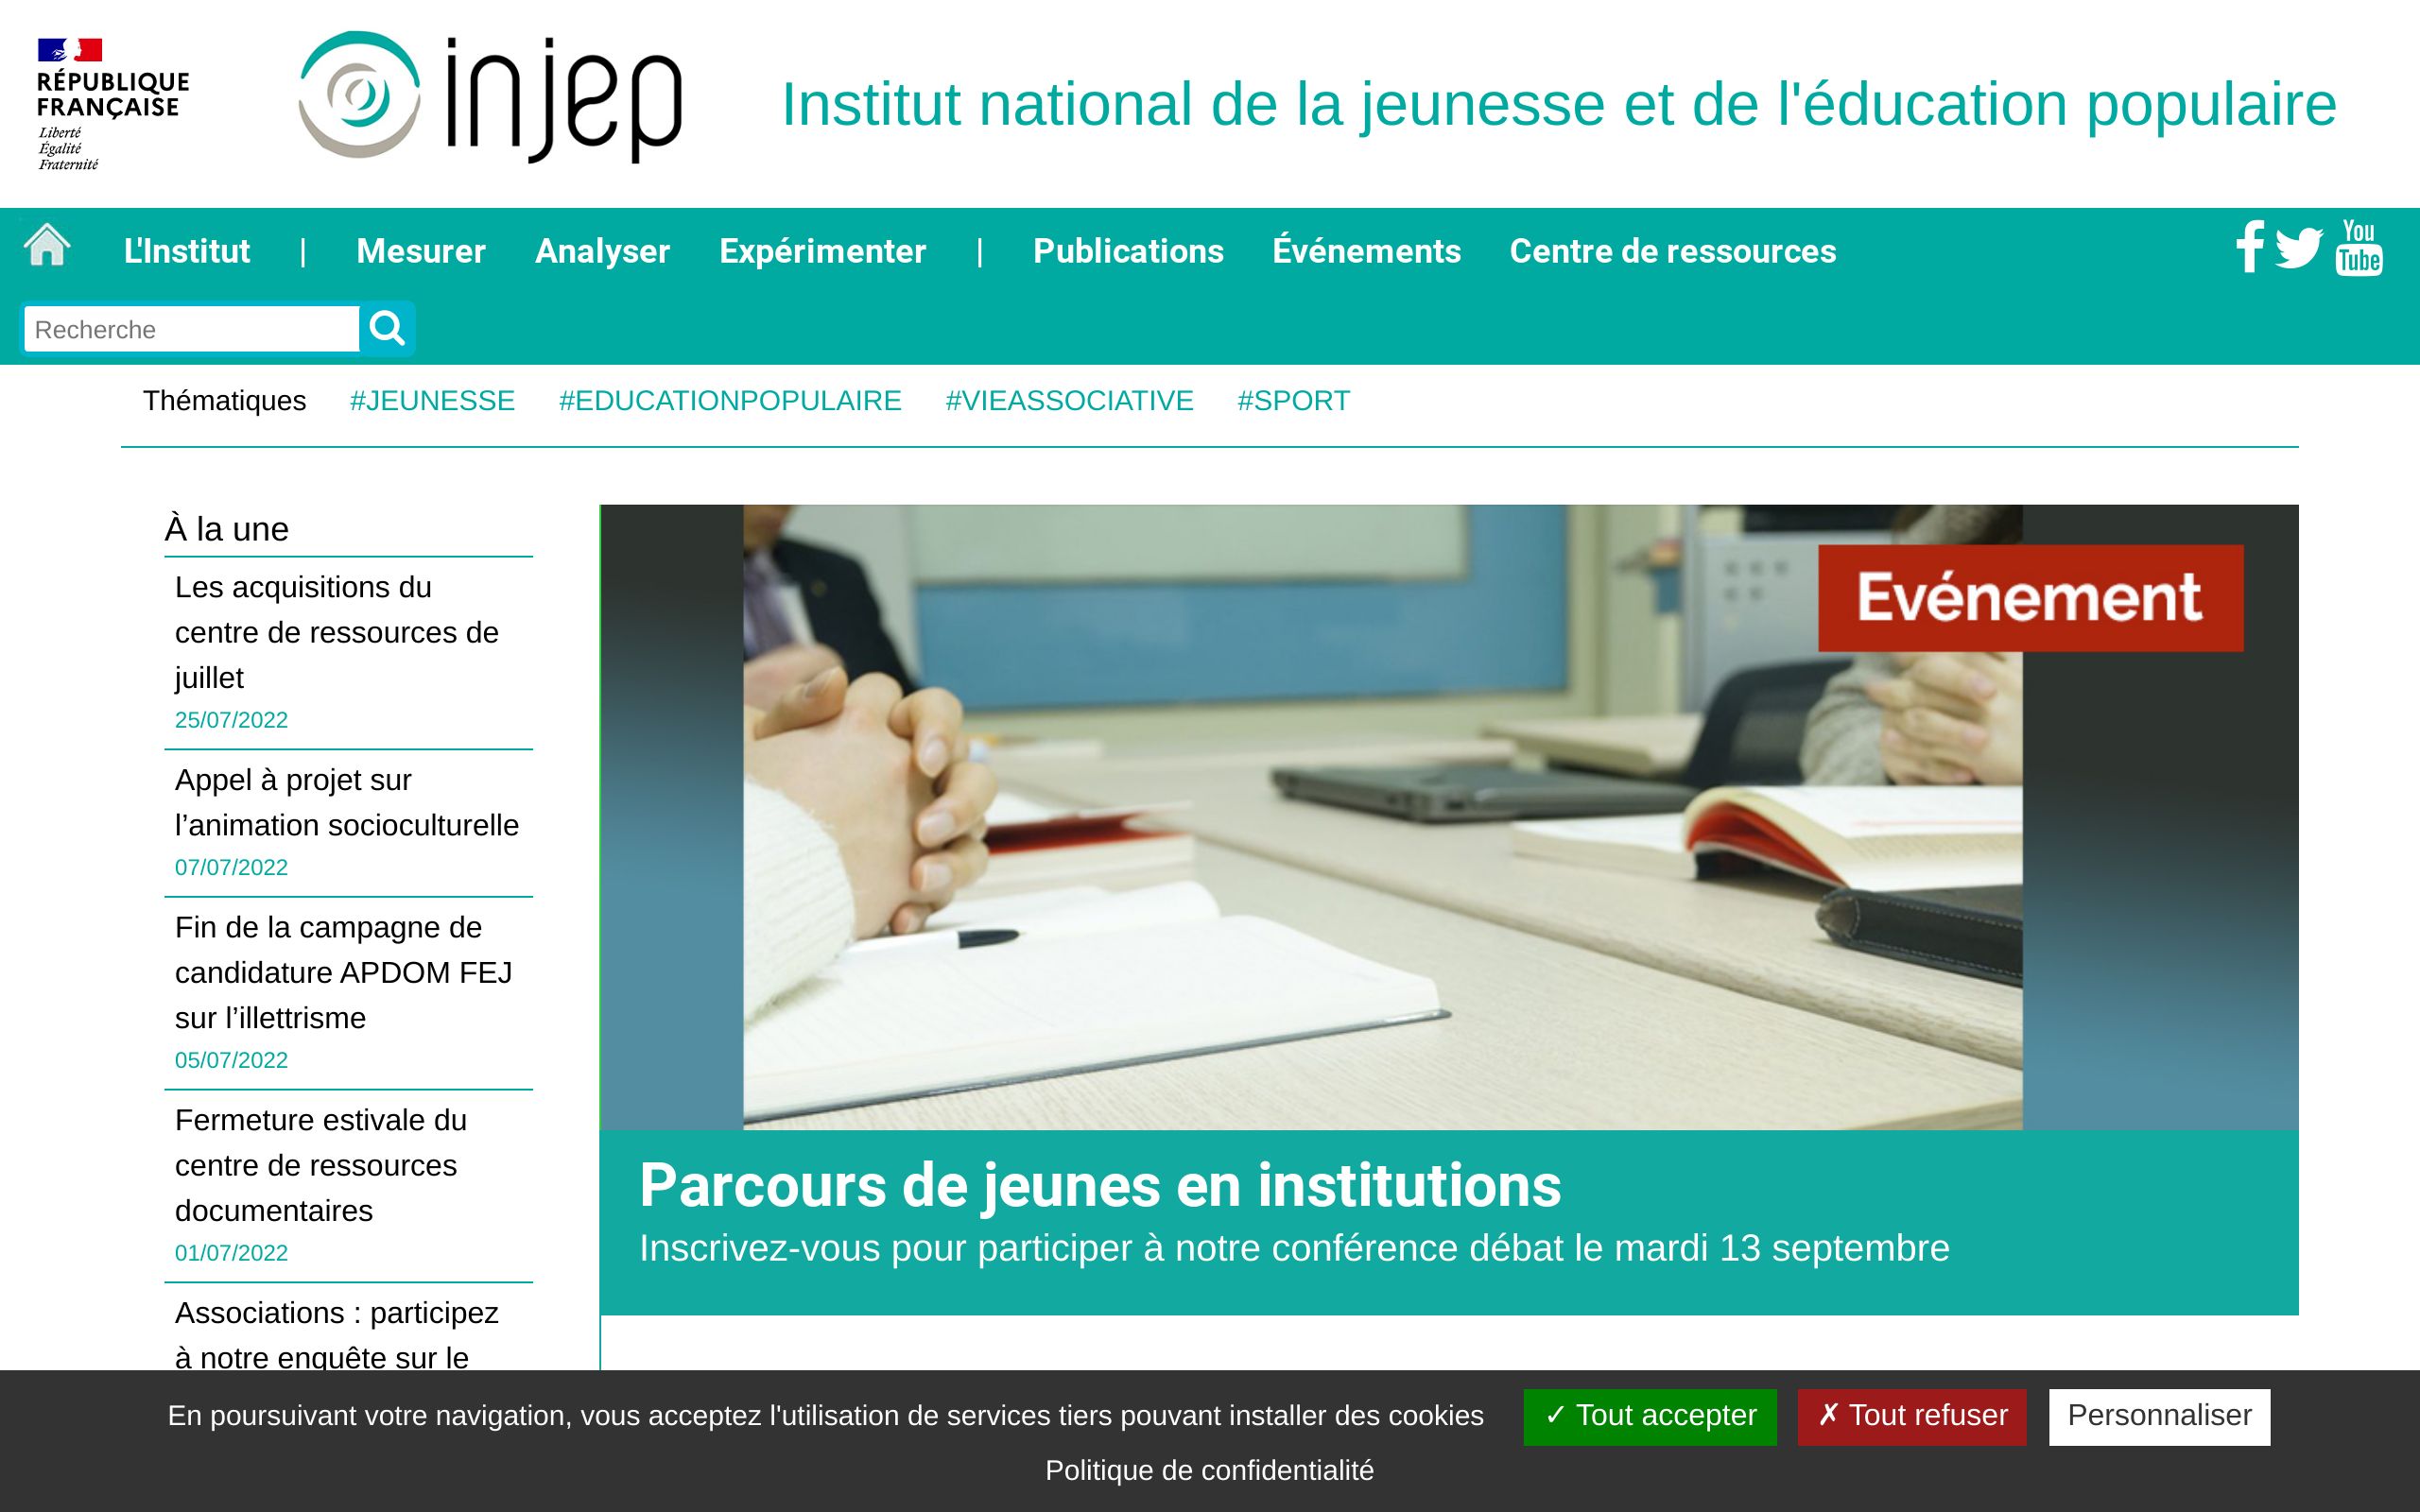 RÉPUBLIQUE
FRANÇAISE
Liberté
Égalité
Fraternité
injep
Institut national de la jeunesse et de l'éducation populaire
L'Institut | Mesurer Analyser Expérimenter | Publications Événements Centre de ressources
You
Tube
Recherche
Thématiques #JEUNESSE #EDUCATIONPOPULAIRE #VIEASSOCIATIVE #SPORT
À la une
Les acquisitions du
centre de ressources de
juillet
25/07/2022
Appel à projet sur
l’animation socioculturelle
07/07/2022
Fin de la campagne de
candidature APDOM FEJ
sur l’illettrisme
05/07/2022
Fermeture estivale du
centre de ressources
documentaires
01/07/2022
Associations : participez
à notre enquête sur le
Evénement
Parcours de jeunes en institutions
Inscrivez-vous pour participer à notre conférence débat le mardi 13 septembre
En poursuivant votre navigation, vous acceptez l'utilisation de services tiers pouvant installer des cookies ✓ Tout accepter ✗ Tout refuser Personnaliser
Politique de confidentialité